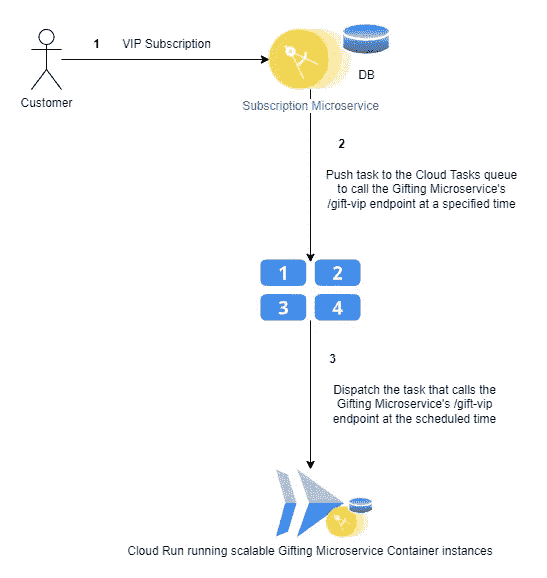 1 VIP Subscription
DB
Customer
Subscription Microservice
2
Push task to the Cloud Tasks queue
to call the Gifting Microservice's
/gift-vip endpoint at a specified time
1 2
3 4
3
Dispatch the task that calls the
Gifting Microservice's /gift-vip
endpoint at the scheduled time
Cloud Run running scalable Gifting Microservice Container instances